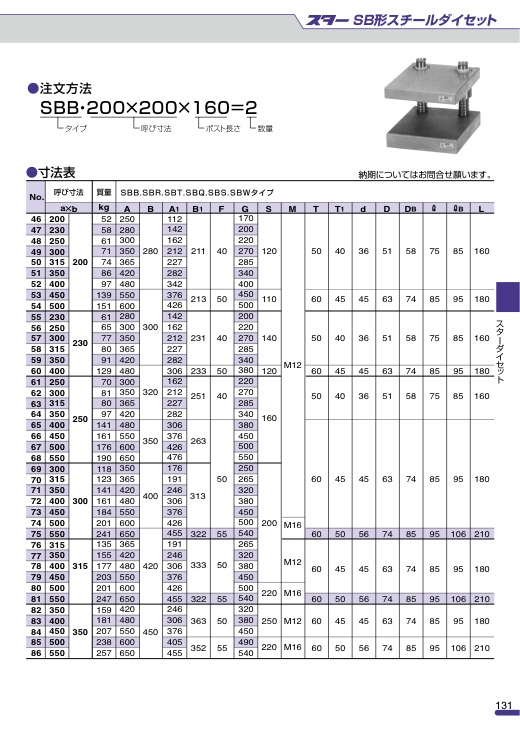 スター SB形スチールダイセット
●注文方法
SBB・200×200×160=2
タイプ 呼び寸法 ポスト長さ 数量
●寸法表
納期についてはお問合せ願います。
No. 呼び寸法 質量 SBB.SBR.SBT.SBQ.SBS.SBWタイプ
a×b kg A B A1 B1 F G S M T T1 d D DB ℓ ℓB L
46 200 200 52 250 280 112 211 40 170 120 M12 50 40 36 51 58 75 85 160
47 230 58 280 142 200
48 250 61 300 162 220
49 300 71 350 212 270
50 315 74 365 227 285
51 350 86 420 282 340
52 400 97 480 342 400
53 450 139 550 376 213 50 450 110 60 45 45 63 74 85 95 180
54 500 151 600 426 500
55 230 230 61 280 300 142 231 40 200 140 50 40 36 51 58 75 85 160
56 250 65 300 162 220
57 300 77 350 212 270
58 315 80 365 227 285
59 350 91 420 282 340
60 400 129 480 306 233 50 380 120 60 45 45 63 74 85 95 180
61 250 250 70 300 320 162 251 40 220 160 50 40 36 51 58 75 85 160
62 300 81 350 212 270
63 315 80 365 227 285
64 350 97 420 282 340
65 400 141 480 350 306 263 50 380 60 45 45 63 74 85 95 180
66 450 161 550 376 450
67 500 176 600 426 500
68 550 190 650 476 550
69 300 300 118 350 400 176 313 250 200
70 315 123 365 191 265
71 350 141 420 246 320
72 400 161 480 306 380
73 450 184 550 376 450
74 500 201 600 426 500 M16
75 550 241 650 455 322 55 540 60 50 56 74 85 95 106 210
76 315 315 135 365 420 191 333 50 265 M12 60 45 45 63 74 85 95 180
77 350 155 420 246 320
78 400 177 480 306 380
79 450 203 550 376 450
80 500 201 600 426 500 220 M16
81 550 247 650 455 322 55 540 60 50 56 74 85 95 106 210
82 350 350 159 420 450 246 363 50 320 250 M12 60 45 45 63 74 85 95 180
83 400 181 480 306 380
84 450 207 550 376 450
85 500 238 600 405 352 55 490 220 M16 60 50 56 74 85 95 106 210
86 550 257 650 455 540
スターダイセット
131